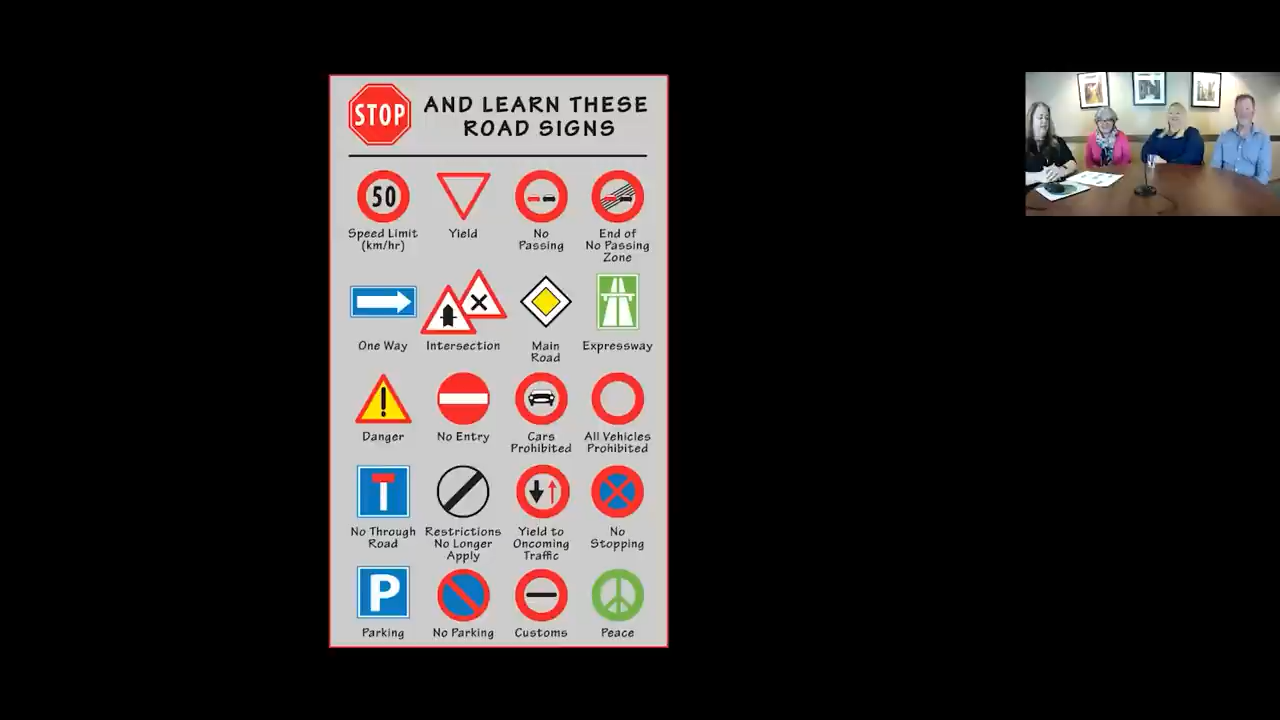 STOP
AND LEARN THESE
ROAD SIGNS
50
Speed Limit
(km/hr)
Yield
No
Passing
End of
No Passing
Zone
One Way
Intersection
Main
Road
Expressway
Danger
No Entry
Cars
Prohibited
All Vehicles
Prohibited
No Through
Road
Restrictions
No Longer
Apply
Yield to
Oncoming
Traffic
No
Stopping
P
Parking
No Parking
Customs
Peace